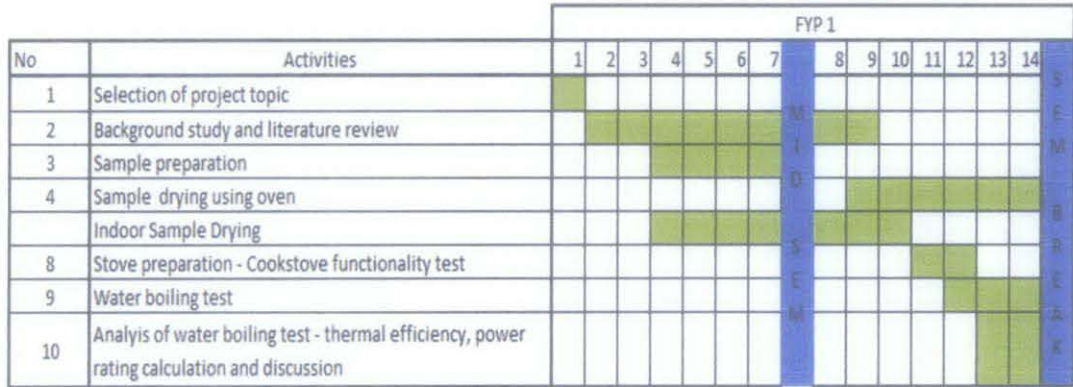 FYP 1
No Activities 1 2 3 4 5 6 7 8 9 10 11 12 13 14
1 Selection of project topic
2 Background study and literature review
3 Sample preparation
4 Sample drying using oven
Indoor Sample Drying
8 Stove preparation - Cookstove functionality test
9 Water boiling test
10 Analyis of water boiling test - thermal efficiency, power
rating calculation and discussion
MID SEM
SEM BREAK